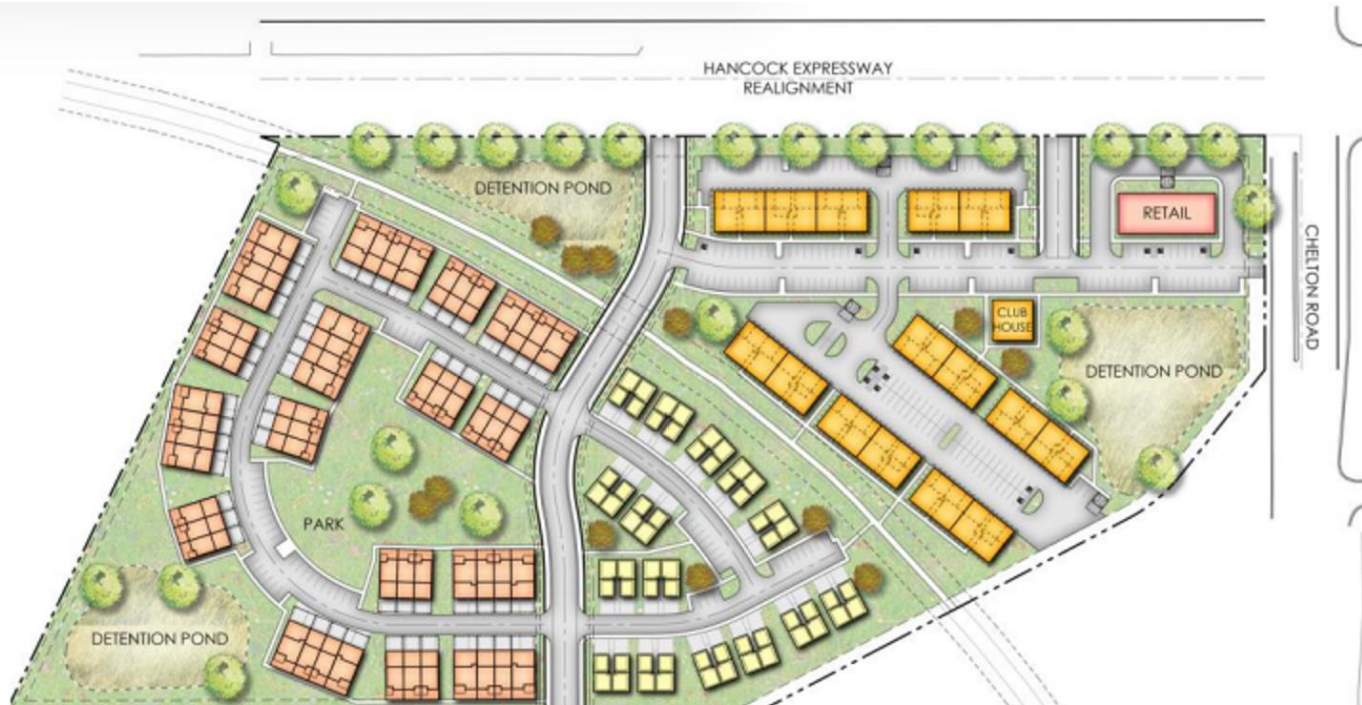 HANCOCK EXPRESSWAY
REALIGNMENT
DETENTION POND
RETAIL
CHELTON ROAD
CLUB
HOUSE
DETENTION POND
PARK
DETENTION POND